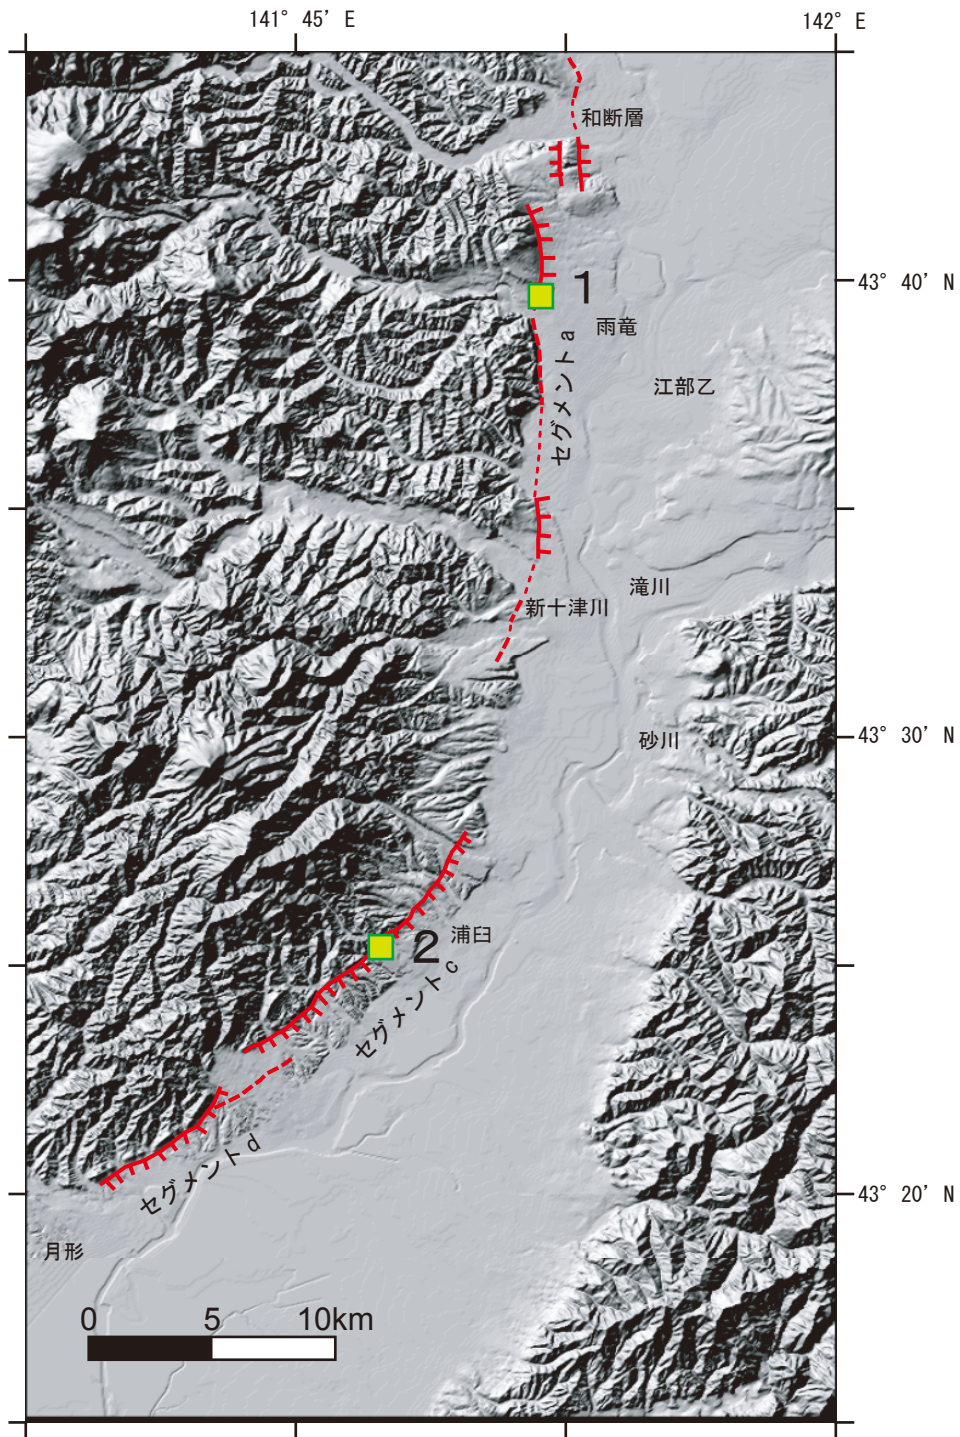 141° 45′ E
142° E
和断層
43° 40′ N
1
雨竜
セグメントa
江部乙
滝川
新十津川
砂川
43° 30′ N
浦臼
2
セグメントc
セグメントd
43° 20′ N
月形
0 5 10km